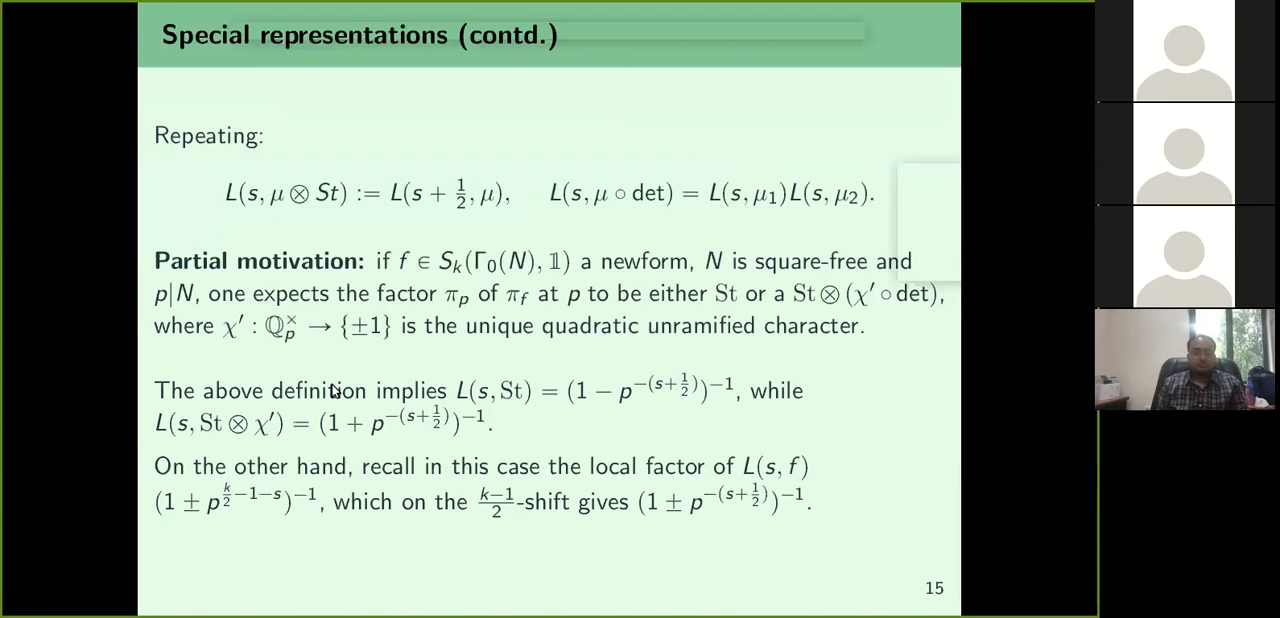 Special representations (contd.)
Repeating:
L(s, μ ⊗ St) := L(s + 1/2, μ), L(s, μ ∘ det) = L(s, μ₁)L(s, μ₂).
Partial motivation: if f ∈ Sₖ(Γ₀(N), 𝟙) a newform, N is square-free and
p|N, one expects the factor πₚ of π_f at p to be either St or a St ⊗ (χ′ ∘ det),
where χ′ : ℚₚ^× → {±1} is the unique quadratic unramified character.
The above definition implies L(s, St) = (1 − p^{−(s+1/2)})^{−1}, while
L(s, St ⊗ χ′) = (1 + p^{−(s+1/2)})^{−1}.
On the other hand, recall in this case the local factor of L(s, f)
(1 ± p^{k/2−1−s})^{−1}, which on the (k−1)/2-shift gives (1 ± p^{−(s+1/2)})^{−1}.
15